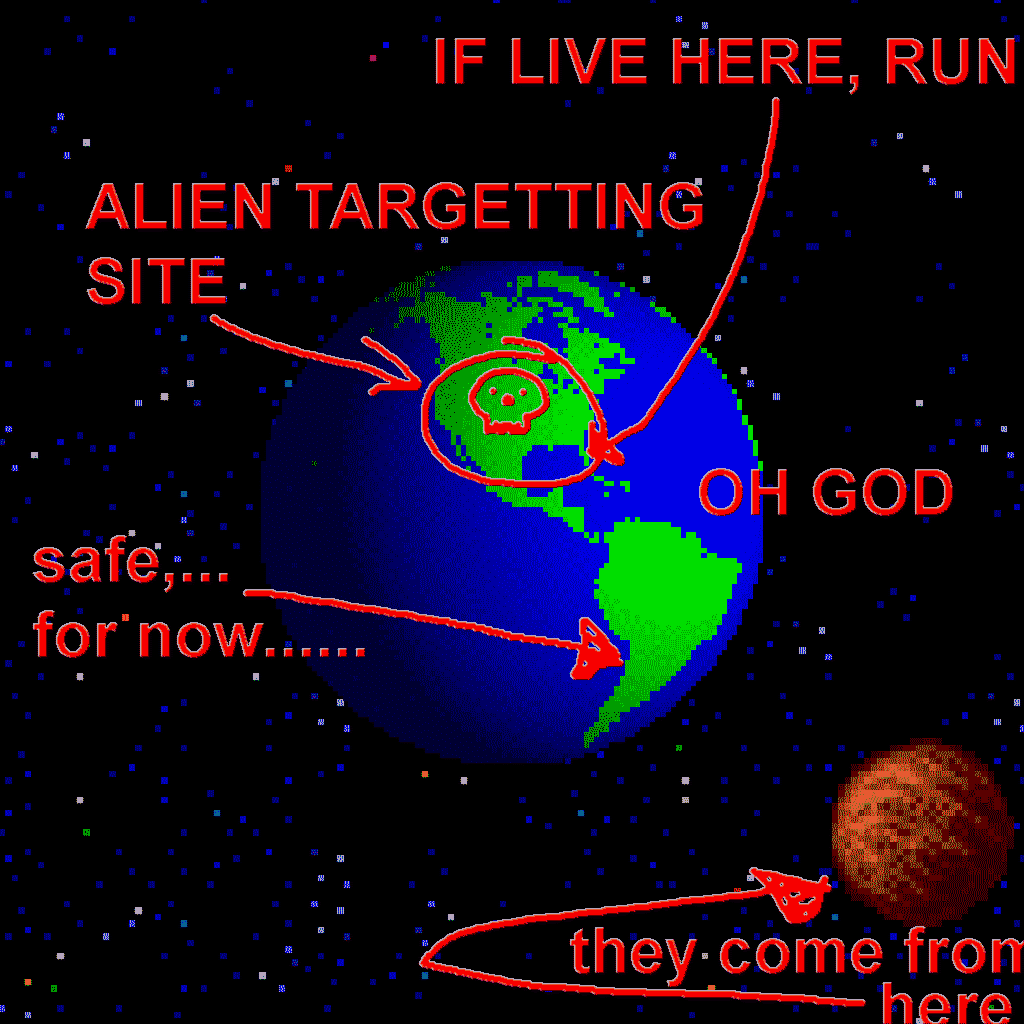 IF LIVE HERE, RUN
ALIEN TARGETTING
SITE
OH GOD
safe,...
for now......
they come from
here